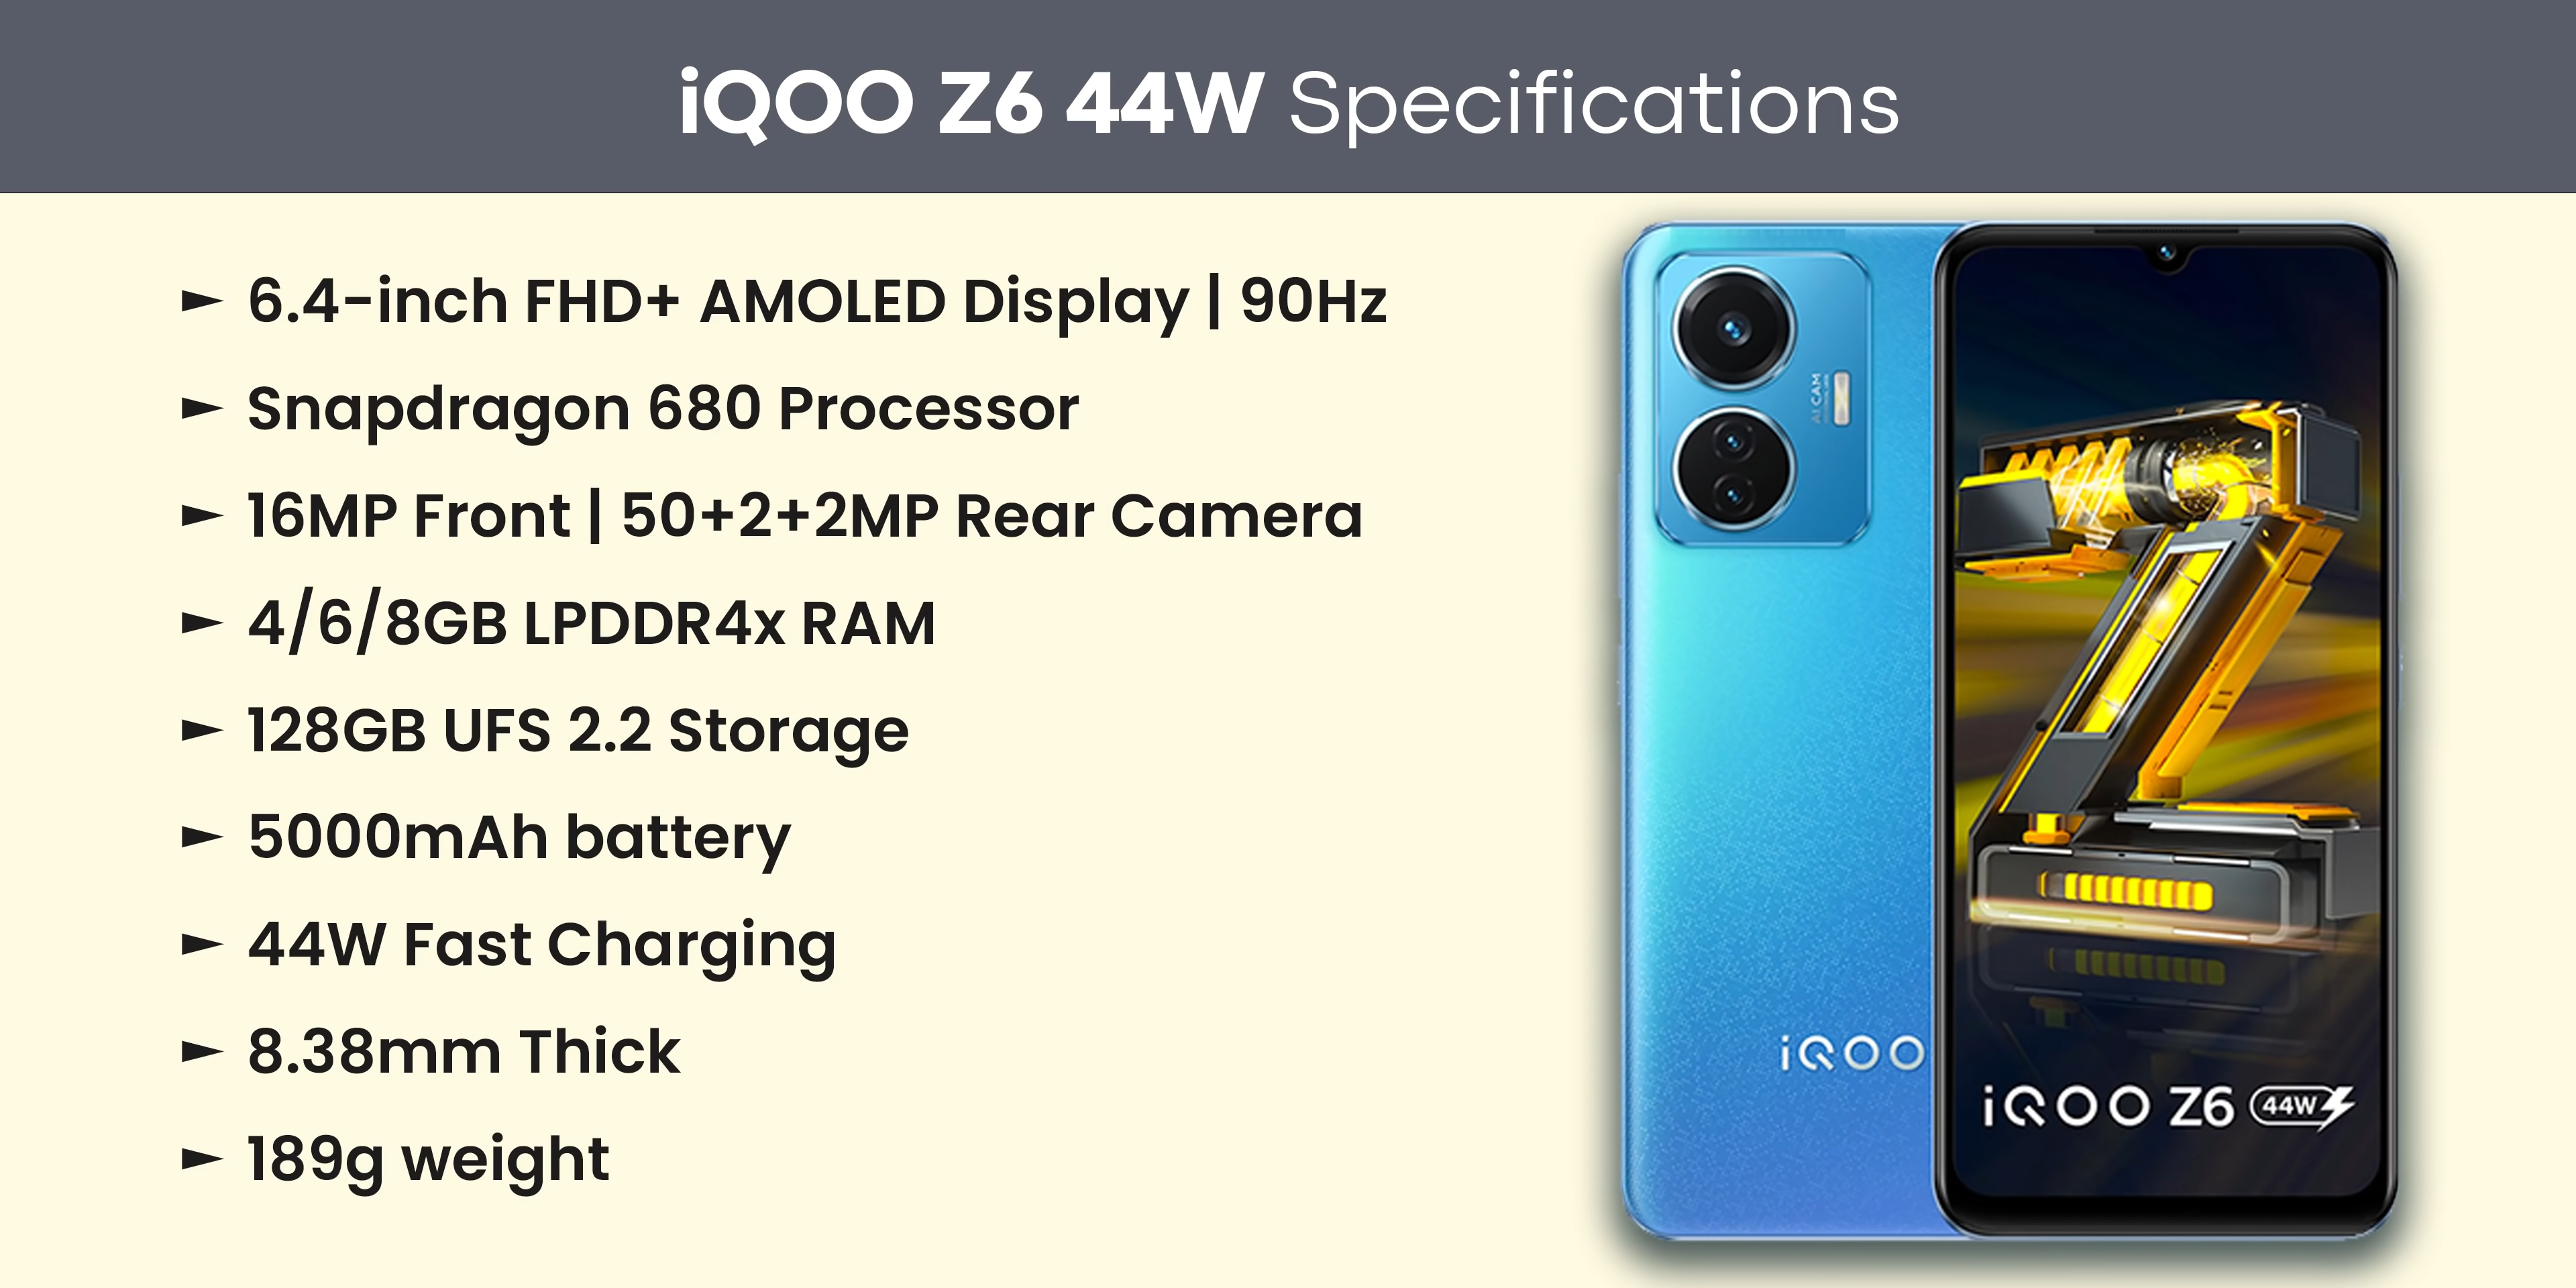 iQOO Z6 44W Specifications
► 6.4-inch FHD+ AMOLED Display | 90Hz
► Snapdragon 680 Processor
► 16MP Front | 50+2+2MP Rear Camera
► 4/6/8GB LPDDR4x RAM
► 128GB UFS 2.2 Storage
► 5000mAh battery
► 44W Fast Charging
► 8.38mm Thick
► 189g weight
AI CAM
iQOO
iQOO Z6 44W